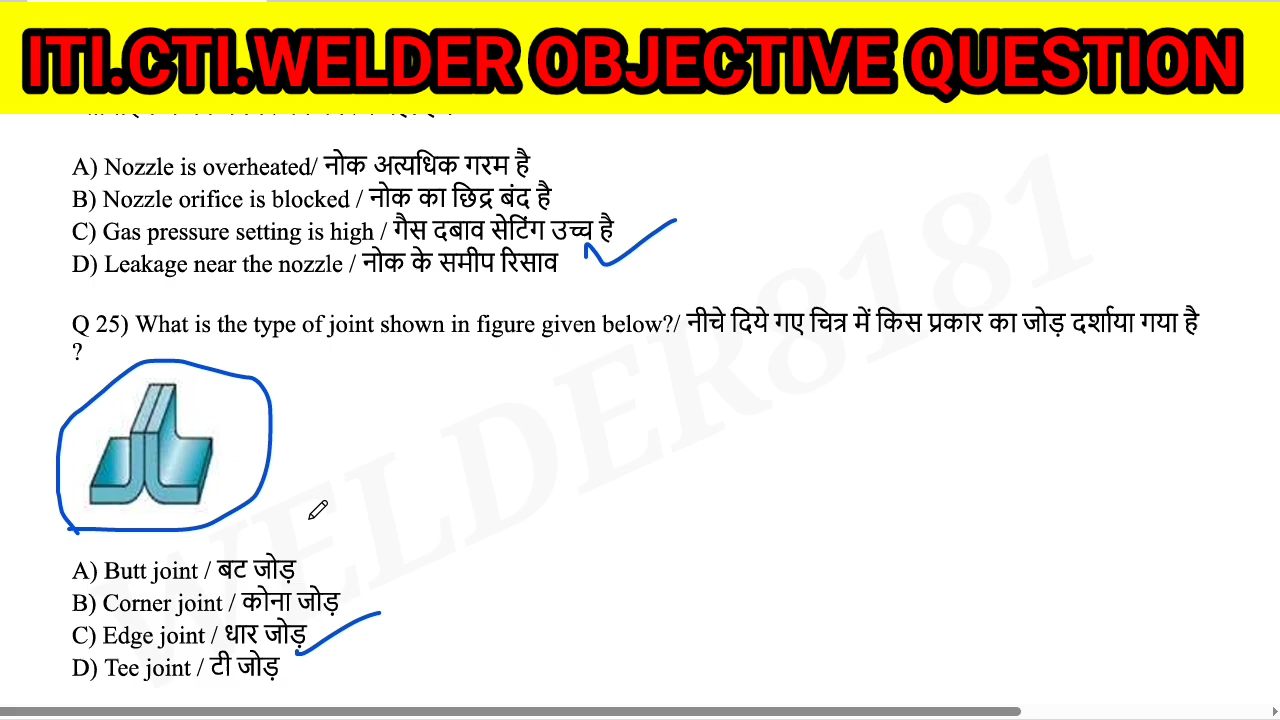 ITI.CTI.WELDER OBJECTIVE QUESTION
A) Nozzle is overheated/ नोक अत्यधिक गरम है
B) Nozzle orifice is blocked / नोक का छिद्र बंद है
C) Gas pressure setting is high / गैस दबाव सेटिंग उच्च है
D) Leakage near the nozzle / नोक के समीप रिसाव
Q 25) What is the type of joint shown in figure given below?/ नीचे दिये गए चित्र में किस प्रकार का जोड़ दर्शाया गया है
?
A) Butt joint / बट जोड़
B) Corner joint / कोना जोड़
C) Edge joint / धार जोड़
D) Tee joint / टी जोड़
WELDER8181